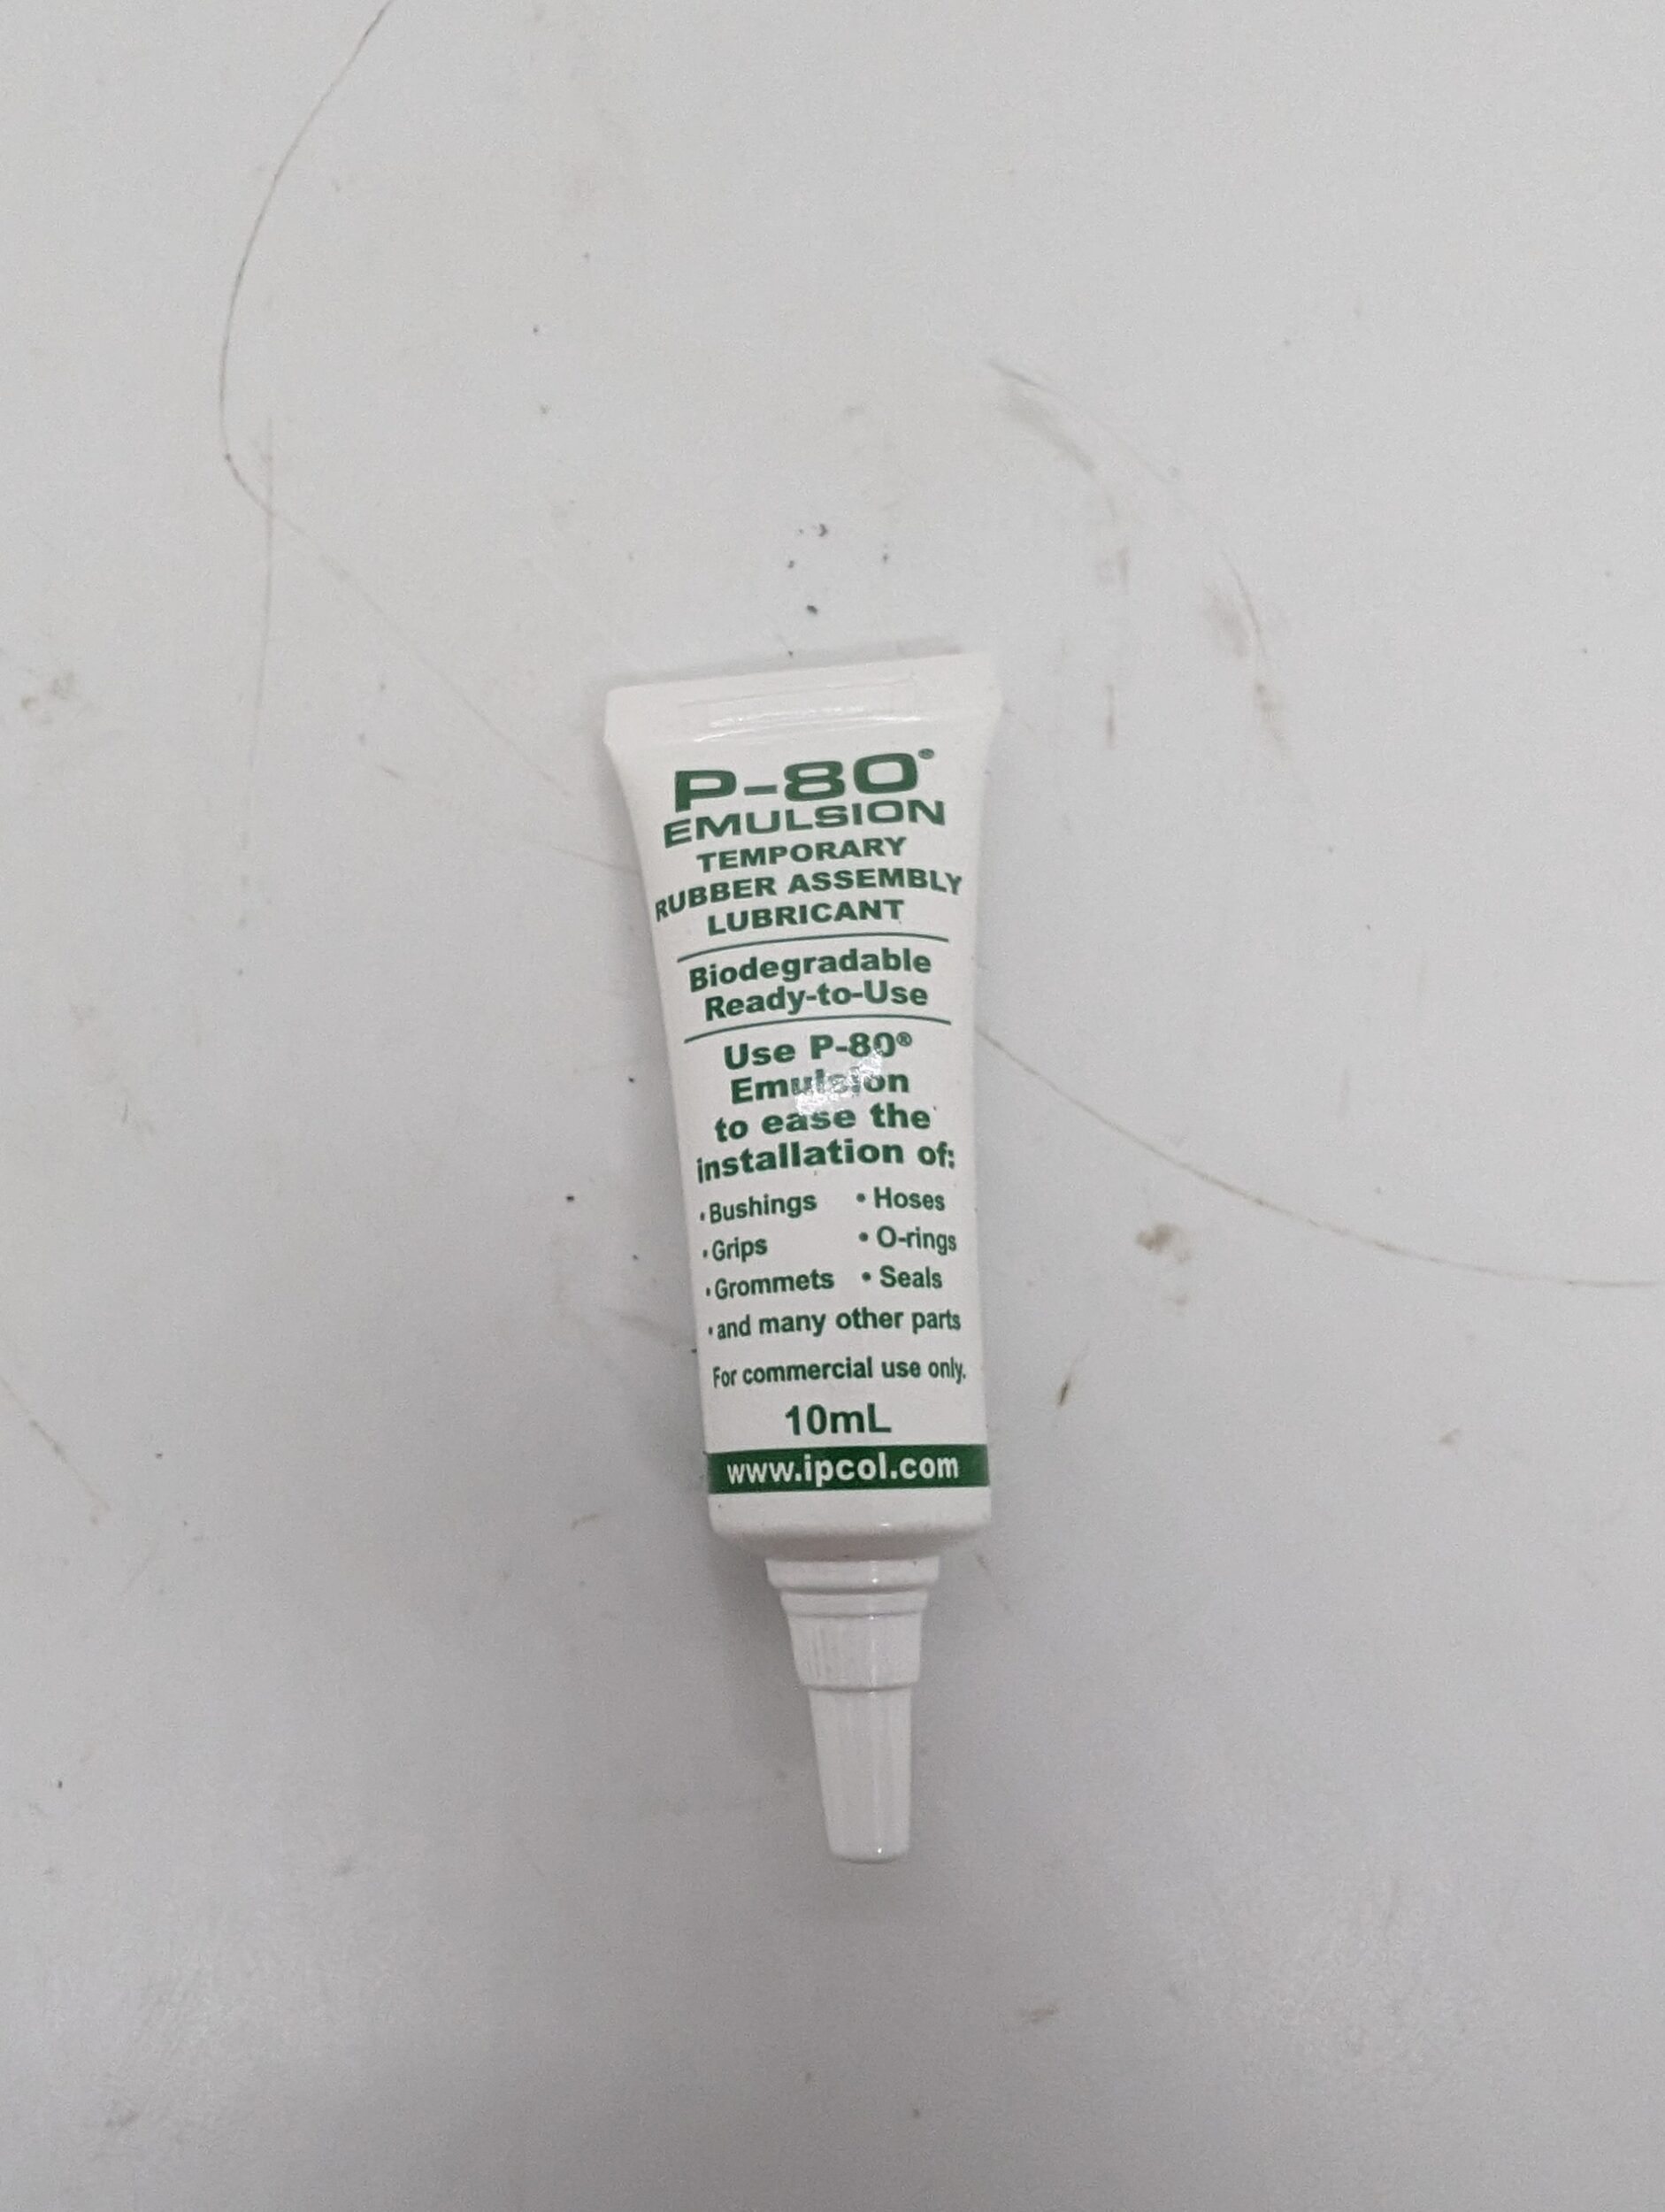 P-80®
EMULSION
TEMPORARY
RUBBER ASSEMBLY
LUBRICANT
Biodegradable
Ready-to-Use
Use P-80®
Emulsion
to ease the
installation of:
• Bushings • Hoses
• Grips • O-rings
• Grommets • Seals
• and many other parts
For commercial use only.
10mL
www.ipcol.com